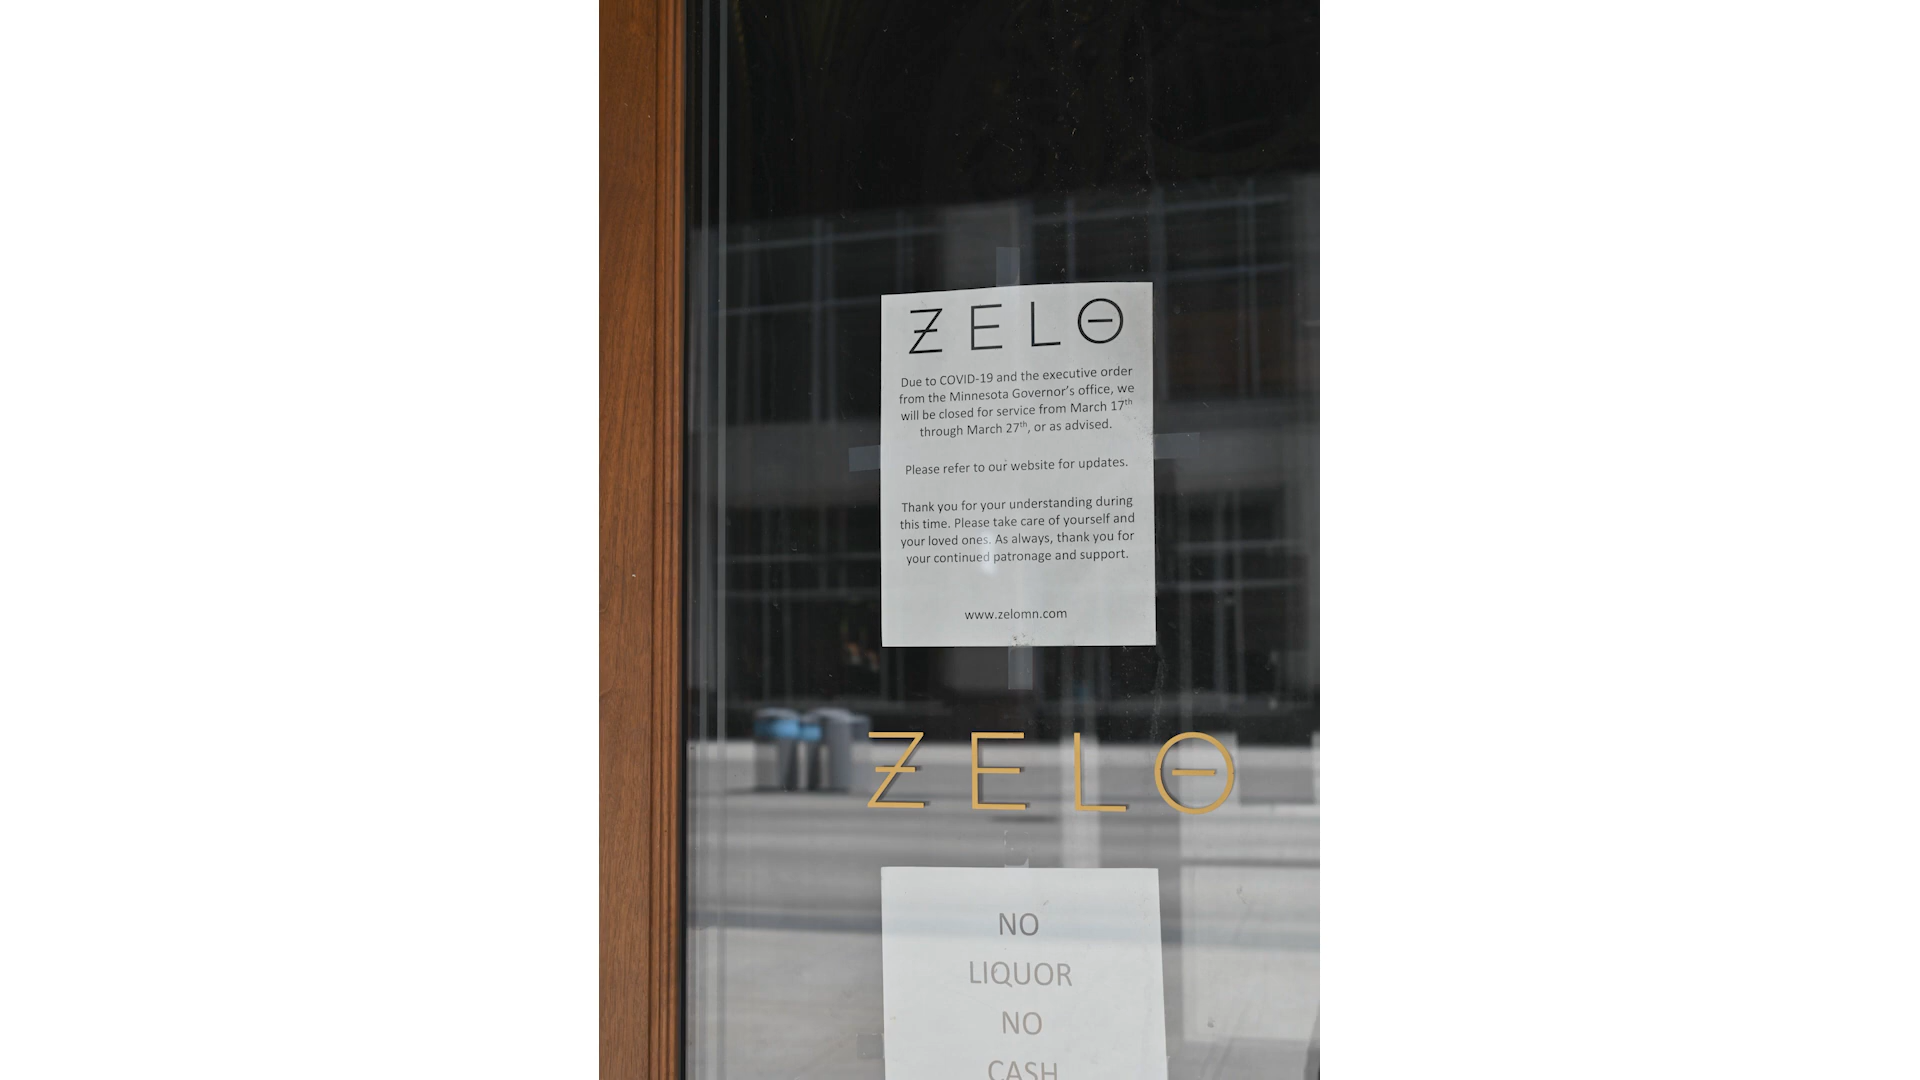 ZELO
Due to COVID-19 and the executive order
from the Minnesota Governor's office, we
will be closed for service from March 17th
through March 27th, or as advised.
Please refer to our website for updates.
Thank you for your understanding during
this time. Please take care of yourself and
your loved ones. As always, thank you for
your continued patronage and support.
www.zelomn.com
ZELO
NO
LIQUOR
NO
CASH